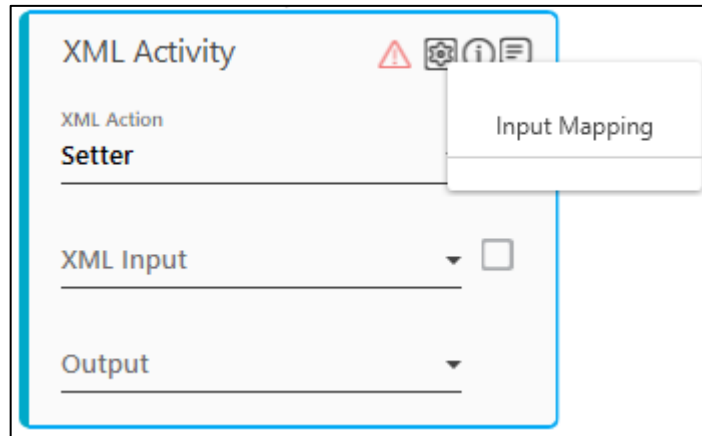 XML Activity
Input Mapping
XML Action
Setter
XML Input
Output